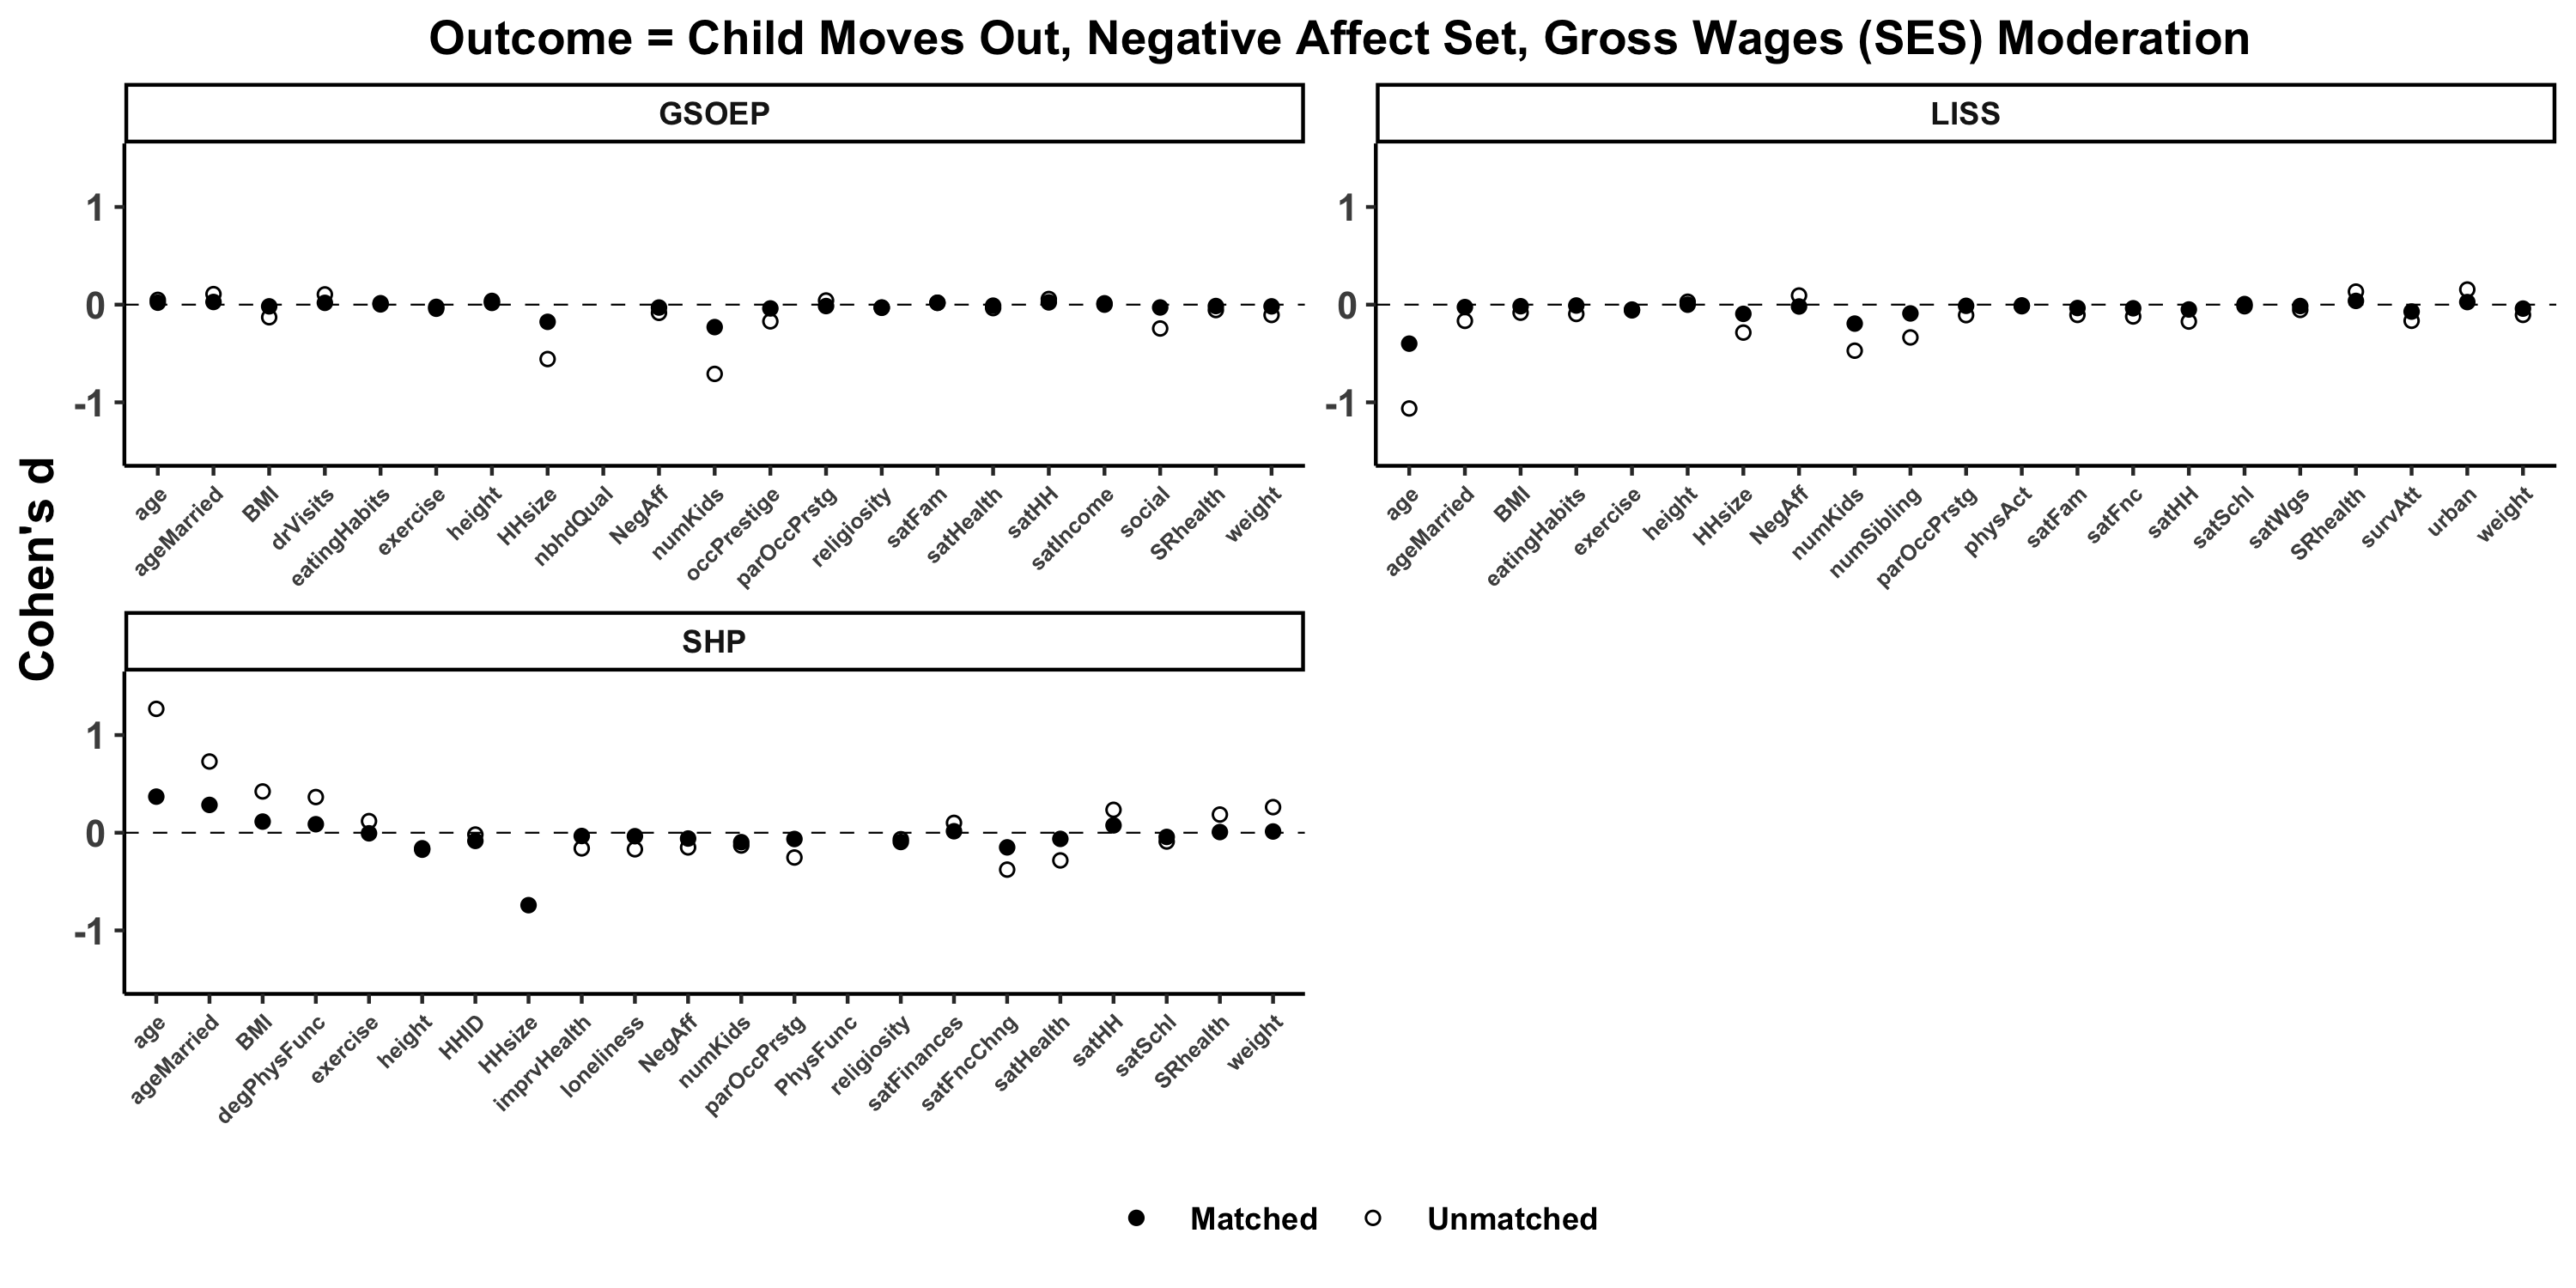 Outcome = Child Moves Out, Negative Affect Set, Gross Wages (SES) Moderation
Cohen's d
GSOEP
1
0
-1
age
ageMarried
BMI
drVisits
eatingHabits
exercise
height
HHsize
nbhdQual
NegAff
numKids
occPrestige
parOccPrstg
religiosity
satFam
satHealth
satHH
satIncome
social
SRhealth
weight
LISS
1
0
-1
age
ageMarried
BMI
eatingHabits
exercise
height
HHsize
NegAff
numKids
numSibling
parOccPrstg
physAct
satFam
satFnc
satHH
satSchl
satWgs
SRhealth
survAtt
urban
weight
SHP
1
0
-1
age
ageMarried
BMI
degPhysFunc
exercise
height
HHID
HHsize
imprvHealth
loneliness
NegAff
numKids
parOccPrstg
PhysFunc
religiosity
satFinances
satFncChng
satHealth
satHH
satSchl
SRhealth
weight
Matched
Unmatched